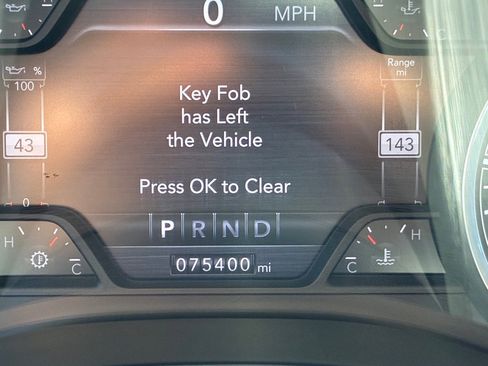 0 MPH
C
%
100
Range
mi
Key Fob
has Left
the Vehicle
43
143
Press OK to Clear
0
P R N D
H
H
C
075400 mi
C